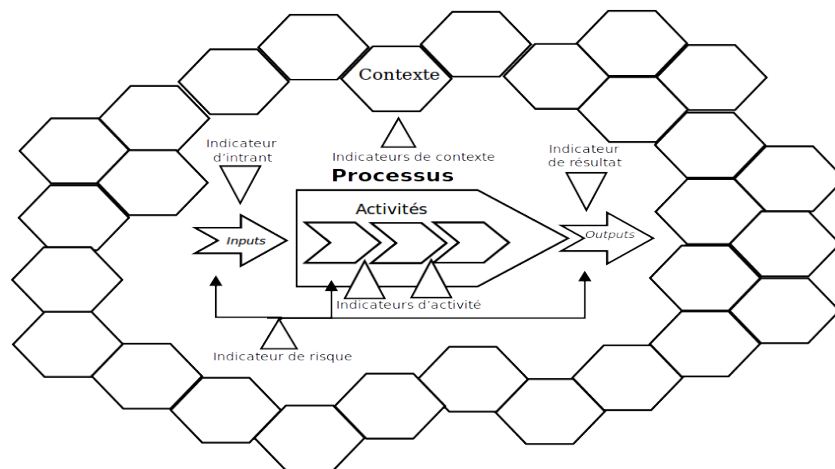 Contexte
Indicateur
d'intrant
Indicateurs de contexte
Indicateur
de résultat
Processus
Activités
Inputs
Outputs
Indicateurs d'activité
Indicateur de risque